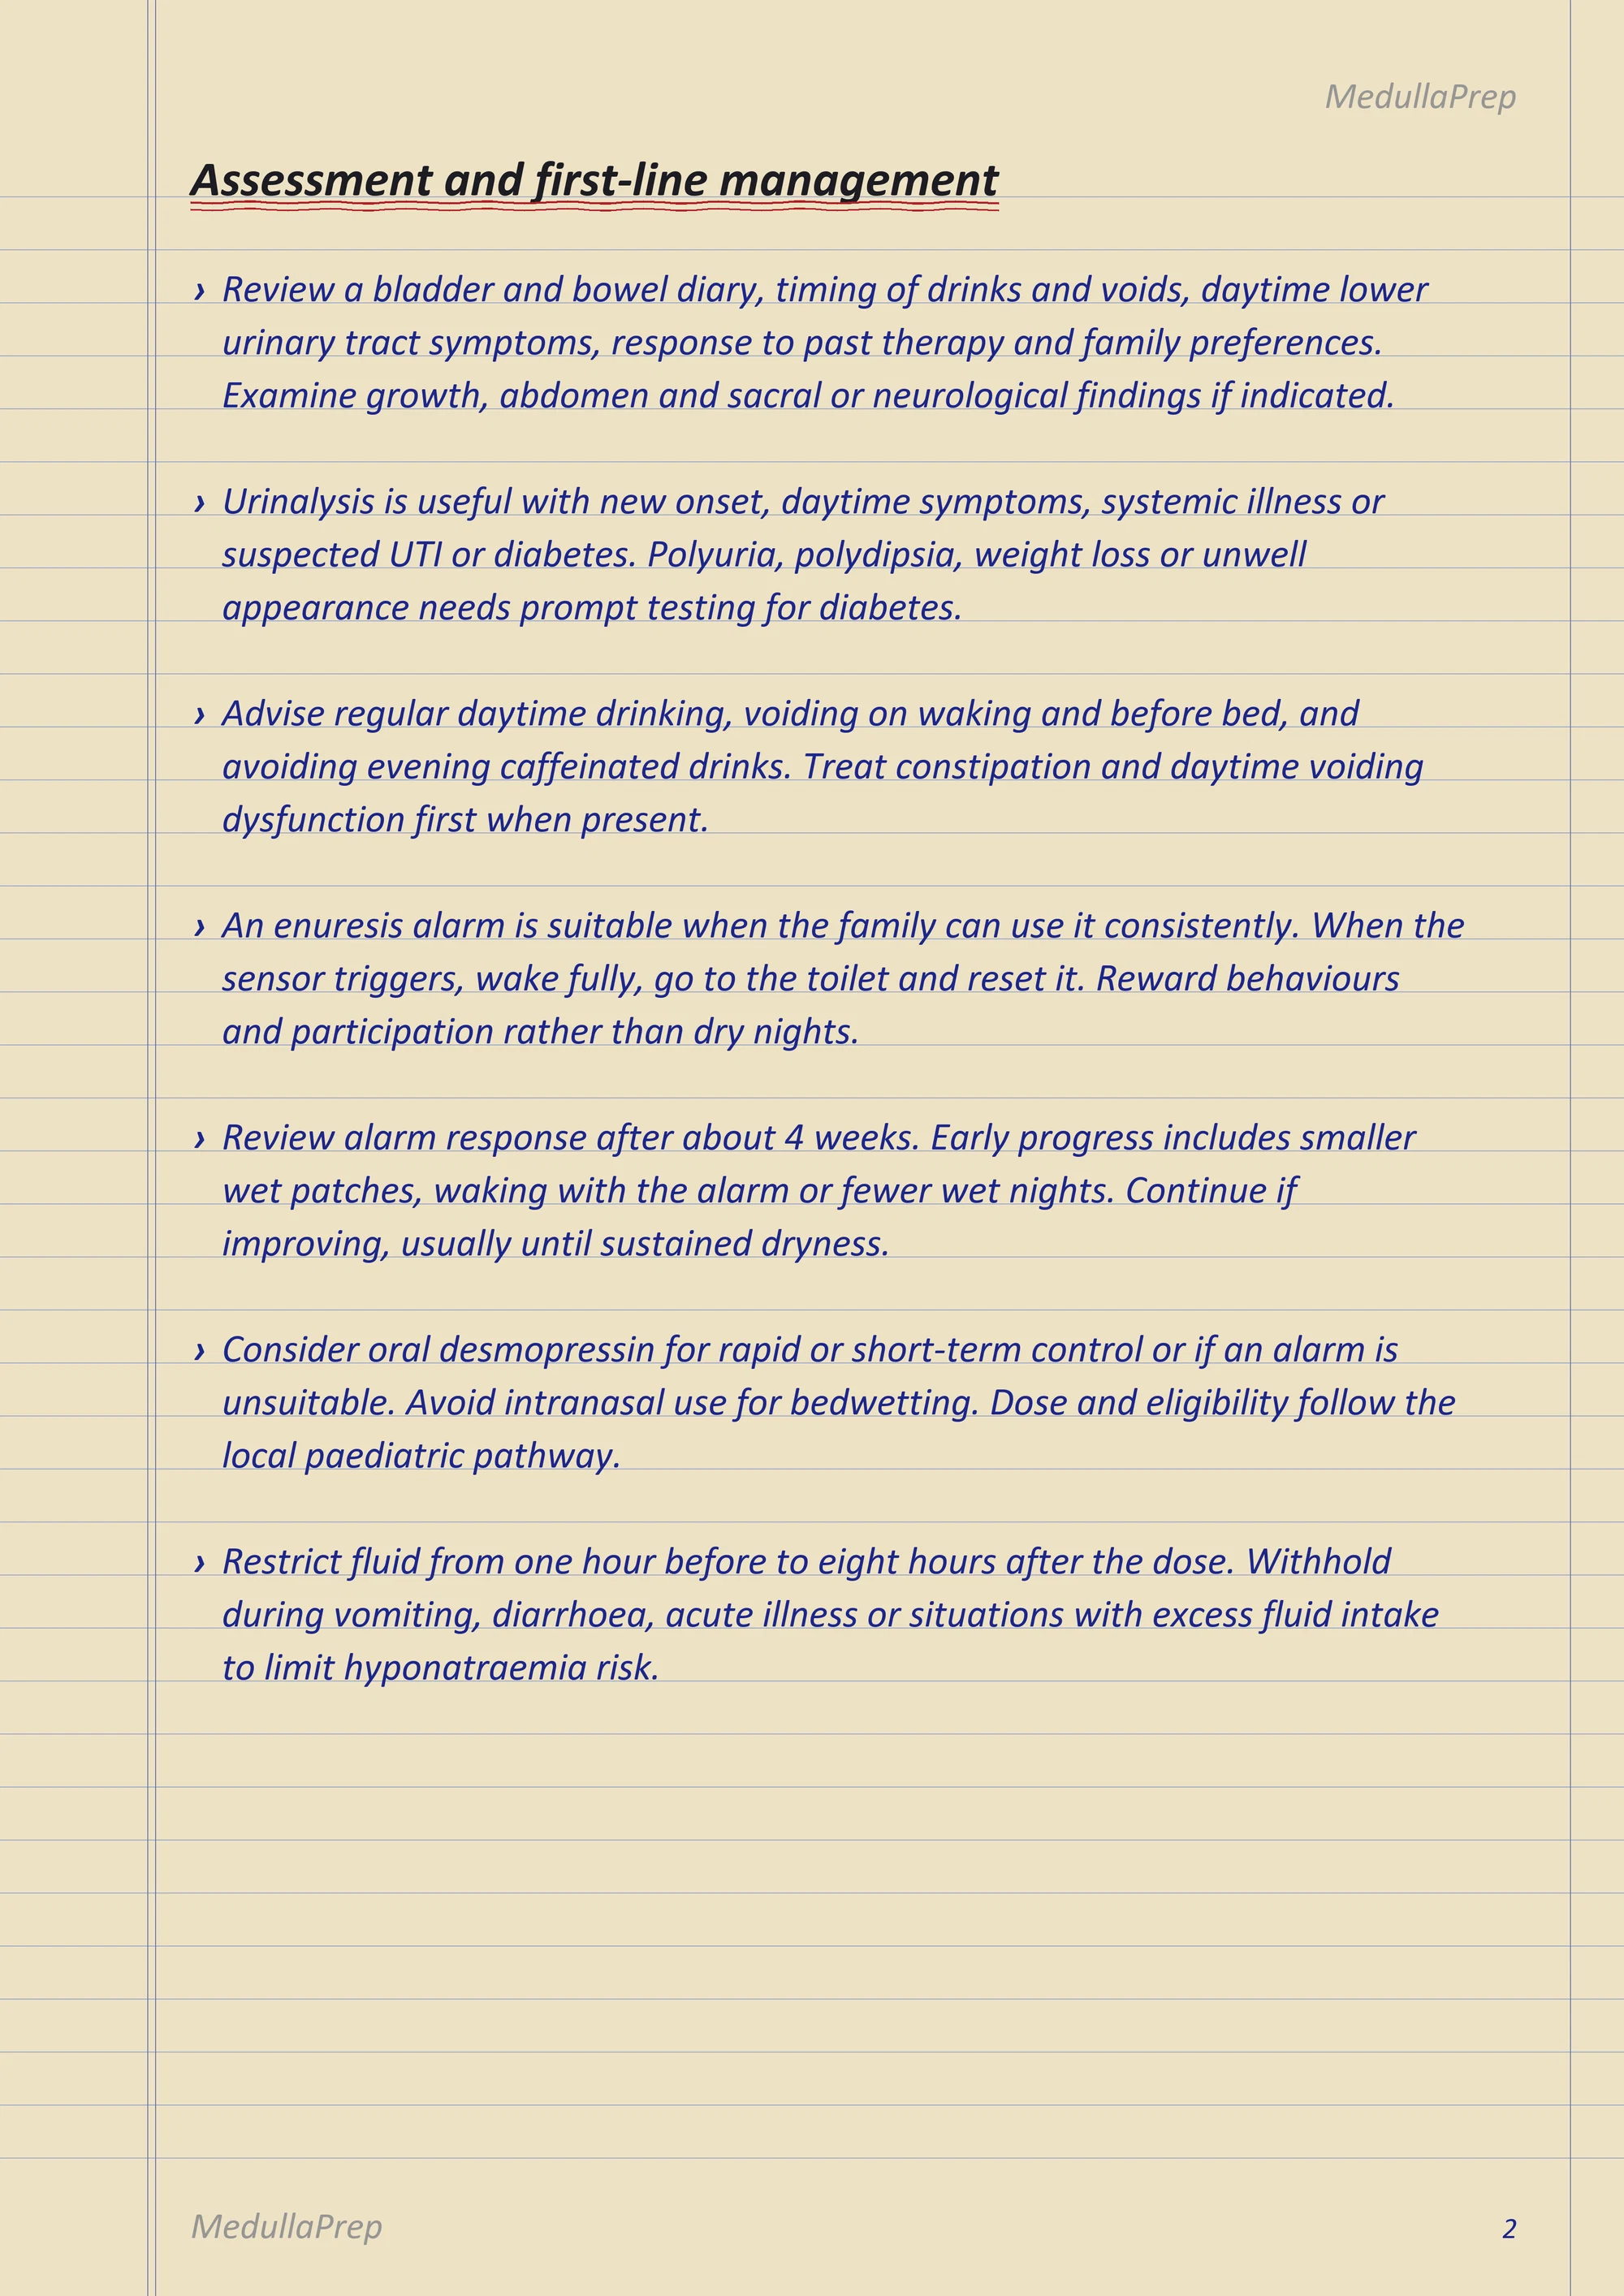 MedullaPrep
Assessment and first-line management
› Review a bladder and bowel diary, timing of drinks and voids, daytime lower
urinary tract symptoms, response to past therapy and family preferences.
Examine growth, abdomen and sacral or neurological findings if indicated.
› Urinalysis is useful with new onset, daytime symptoms, systemic illness or
suspected UTI or diabetes. Polyuria, polydipsia, weight loss or unwell
appearance needs prompt testing for diabetes.
› Advise regular daytime drinking, voiding on waking and before bed, and
avoiding evening caffeinated drinks. Treat constipation and daytime voiding
dysfunction first when present.
› An enuresis alarm is suitable when the family can use it consistently. When the
sensor triggers, wake fully, go to the toilet and reset it. Reward behaviours
and participation rather than dry nights.
› Review alarm response after about 4 weeks. Early progress includes smaller
wet patches, waking with the alarm or fewer wet nights. Continue if
improving, usually until sustained dryness.
› Consider oral desmopressin for rapid or short-term control or if an alarm is
unsuitable. Avoid intranasal use for bedwetting. Dose and eligibility follow the
local paediatric pathway.
› Restrict fluid from one hour before to eight hours after the dose. Withhold
during vomiting, diarrhoea, acute illness or situations with excess fluid intake
to limit hyponatraemia risk.
MedullaPrep
2